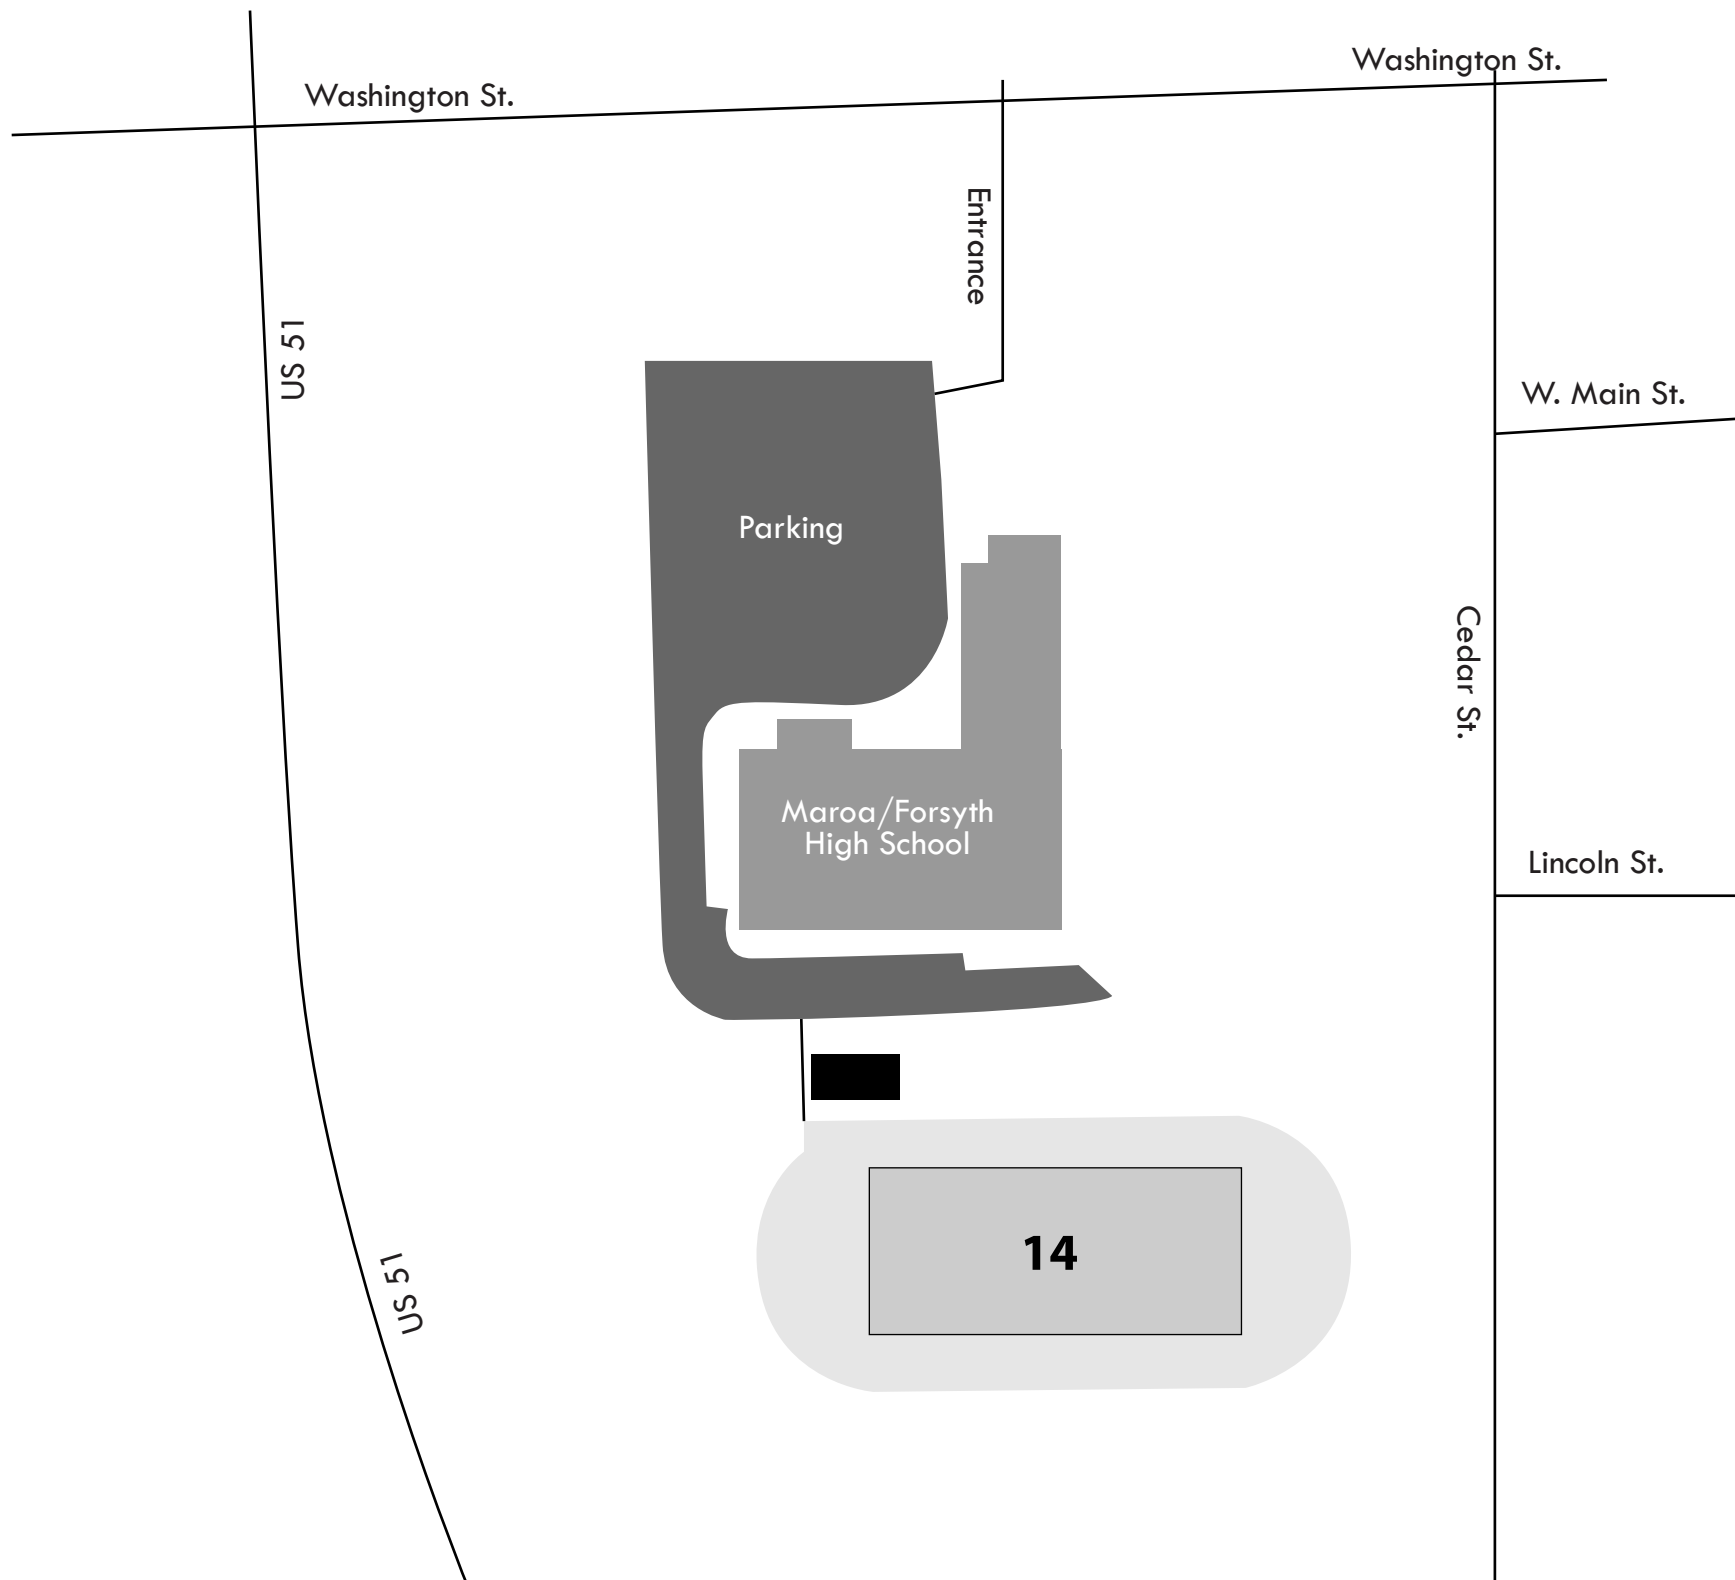 Washington St.
Washington St.
Entrance
US 51
W. Main St.
Parking
Cedar St.
Maroa/Forsyth
High School
Lincoln St.
14
US 51